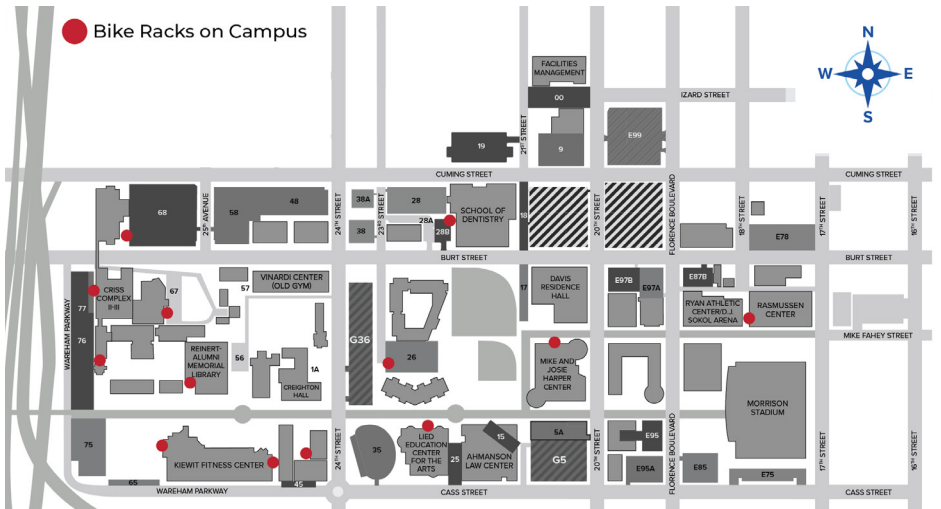 Bike Racks on Campus
N
W
E
S
FACILITIES
MANAGEMENT
00
IZARD STREET
21ST STREET
E99
19
9
CUMING STREET
CUMING STREET
68
25TH AVENUE
58
48
24TH STREET
38A
38
23RD STREET
28
28A
28B
SCHOOL OF
DENTISTRY
18
20TH STREET
FLORENCE BOULEVARD
18TH STREET
E78
17TH STREET
16TH STREET
BURT STREET
BURT STREET
WAREHAM PARKWAY
77
76
CRISS
COMPLEX
II-III
67
57
VINARDI CENTER
(OLD GYM)
17
DAVIS
RESIDENCE
HALL
E97B
E97A
E87B
RYAN ATHLETIC
CENTER/D.J.
SOKOL ARENA
RASMUSSEN
CENTER
MIKE FAHEY STREET
G36
REINERT-
ALUMNI
MEMORIAL
LIBRARY
56
1A
CREIGHTON
HALL
26
MIKE AND
JOSIE
HARPER
CENTER
MORRISON
STADIUM
75
KIEWIT FITNESS CENTER
65
45
WAREHAM PARKWAY
24TH STREET
35
LIED
EDUCATION
CENTER
FOR THE
ARTS
25
15
AHMANSON
LAW CENTER
5A
G5
20TH STREET
E95
E95A
FLORENCE BOULEVARD
E85
E75
17TH STREET
16TH STREET
CASS STREET
CASS STREET